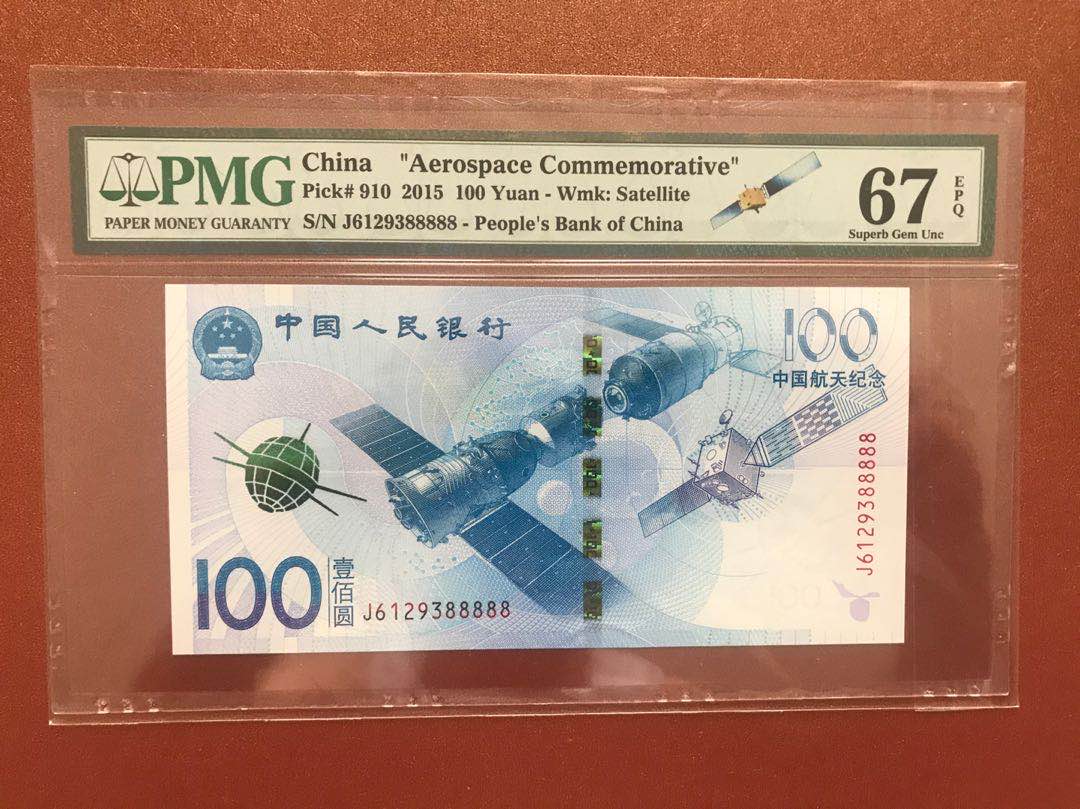 PMG
PAPER MONEY GUARANTY
China "Aerospace Commemorative"
Pick# 910 2015 100 Yuan - Wmk: Satellite
S/N J6129388888 - People's Bank of China
67
EPQ
Superb Gem Unc
中国人民银行
100
中国航天纪念
J6129388888
100
壹佰圆
J6129388888